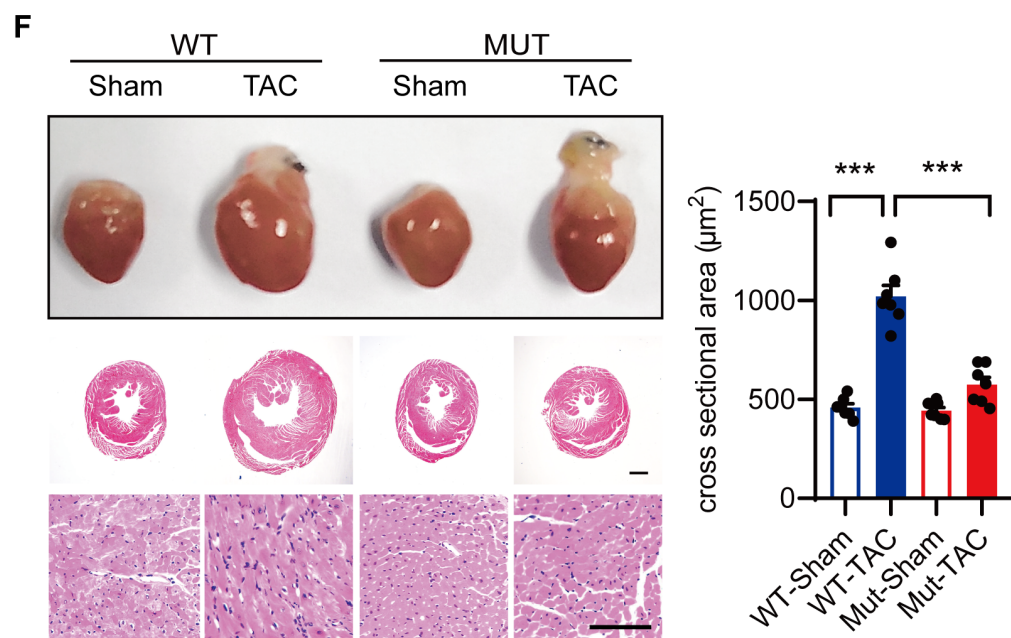 F
WT MUT
Sham TAC Sham TAC
*** ***
cross sectional area (µm²)
1500
1000
500
0
WT-Sham
WT-TAC
Mut-Sham
Mut-TAC